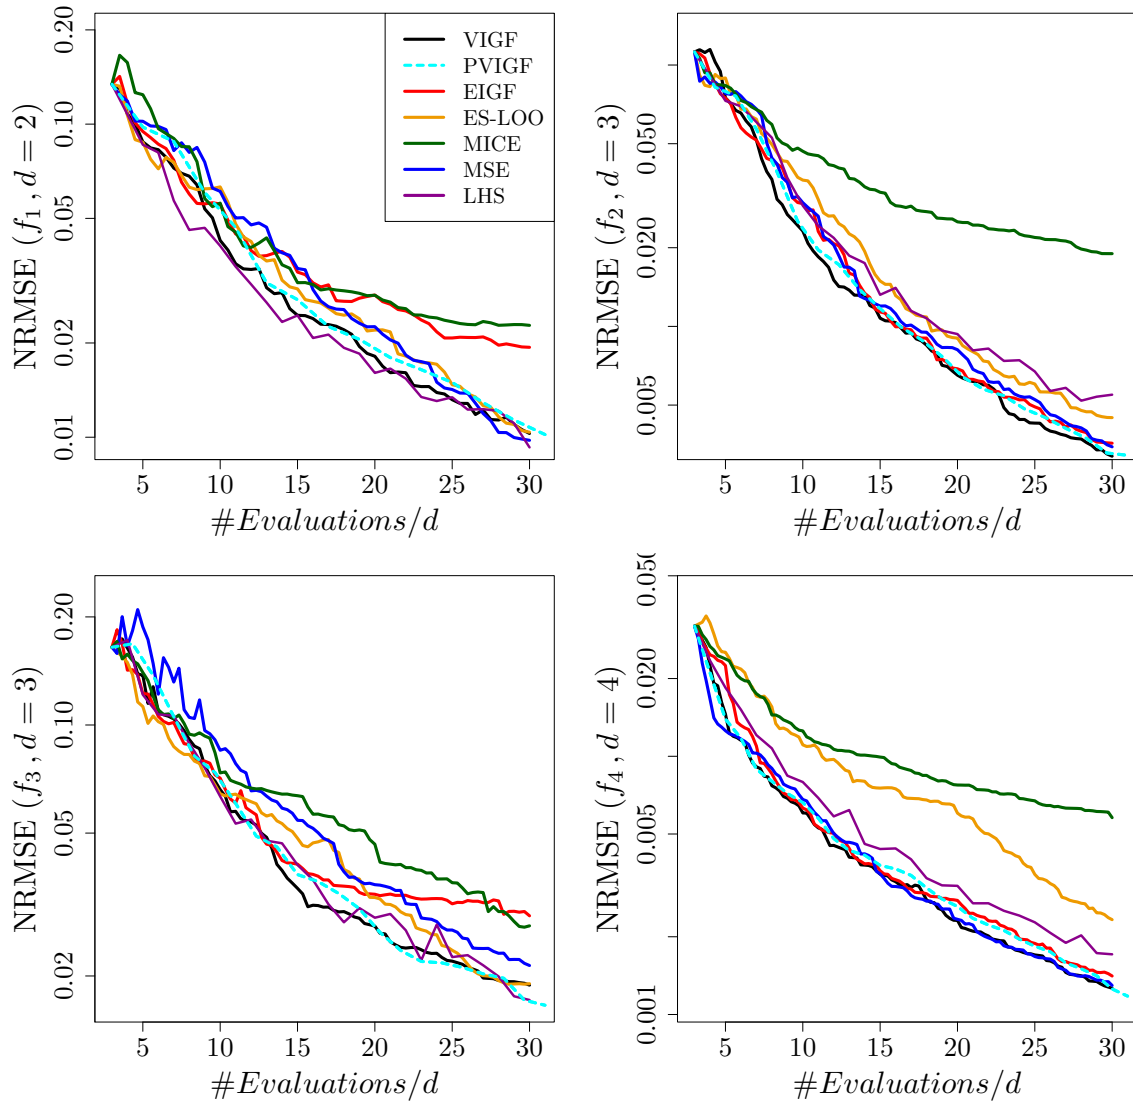 NRMSE (f₁, d = 2)
0.01
0.02
0.05
0.10
0.20
VIGF
PVIGF
EIGF
ES-LOO
MICE
MSE
LHS
5 10 15 20 25 30
#Evaluations/d
NRMSE (f₂, d = 3)
0.005
0.020
0.050
5 10 15 20 25 30
#Evaluations/d
NRMSE (f₃, d = 3)
0.02
0.05
0.10
0.20
5 10 15 20 25 30
#Evaluations/d
NRMSE (f₄, d = 4)
0.001
0.005
0.020
0.050
5 10 15 20 25 30
#Evaluations/d